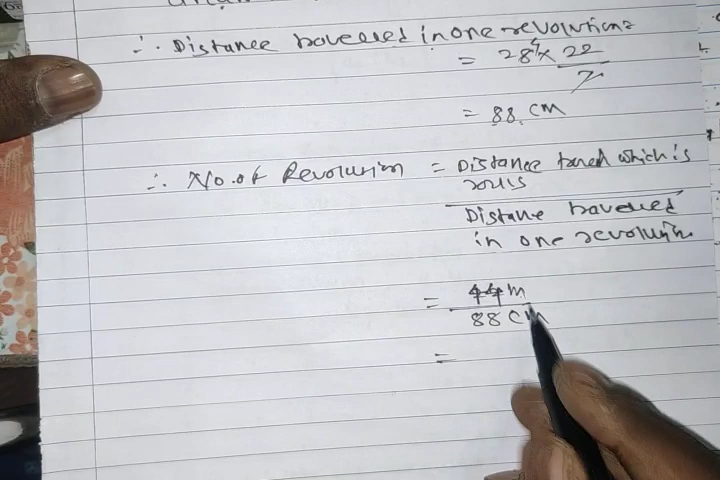 ∴ Distance travelled in one revolution =
= 28 × 22/7
= 88 cm
∴ No. of Revolution = Distance which is
Distance travelled
in one revolution
= 44 m
88 cm
=